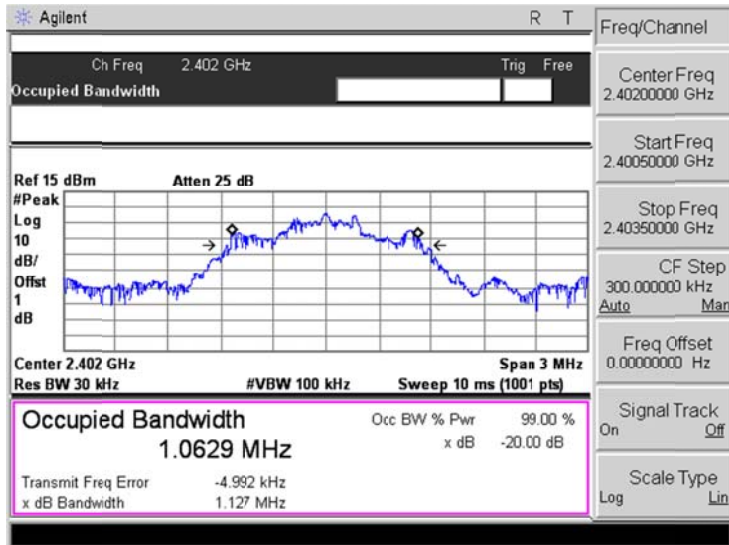 Agilent R T
Ch Freq 2.402 GHz Trig Free
Occupied Bandwidth
Ref 15 dBm Atten 25 dB
#Peak
Log
10
dB/
Offst
1
dB
Center 2.402 GHz Span 3 MHz
Res BW 30 kHz #VBW 100 kHz Sweep 10 ms (1001 pts)
Occupied Bandwidth Occ BW % Pwr 99.00 %
1.0629 MHz x dB -20.00 dB
Transmit Freq Error -4.992 kHz
x dB Bandwidth 1.127 MHz
Freq/Channel
Center Freq
2.40200000 GHz
Start Freq
2.40050000 GHz
Stop Freq
2.40350000 GHz
CF Step
300.000000 kHz
Auto Man
Freq Offset
0.00000000 Hz
Signal Track
On Off
Scale Type
Log Lin